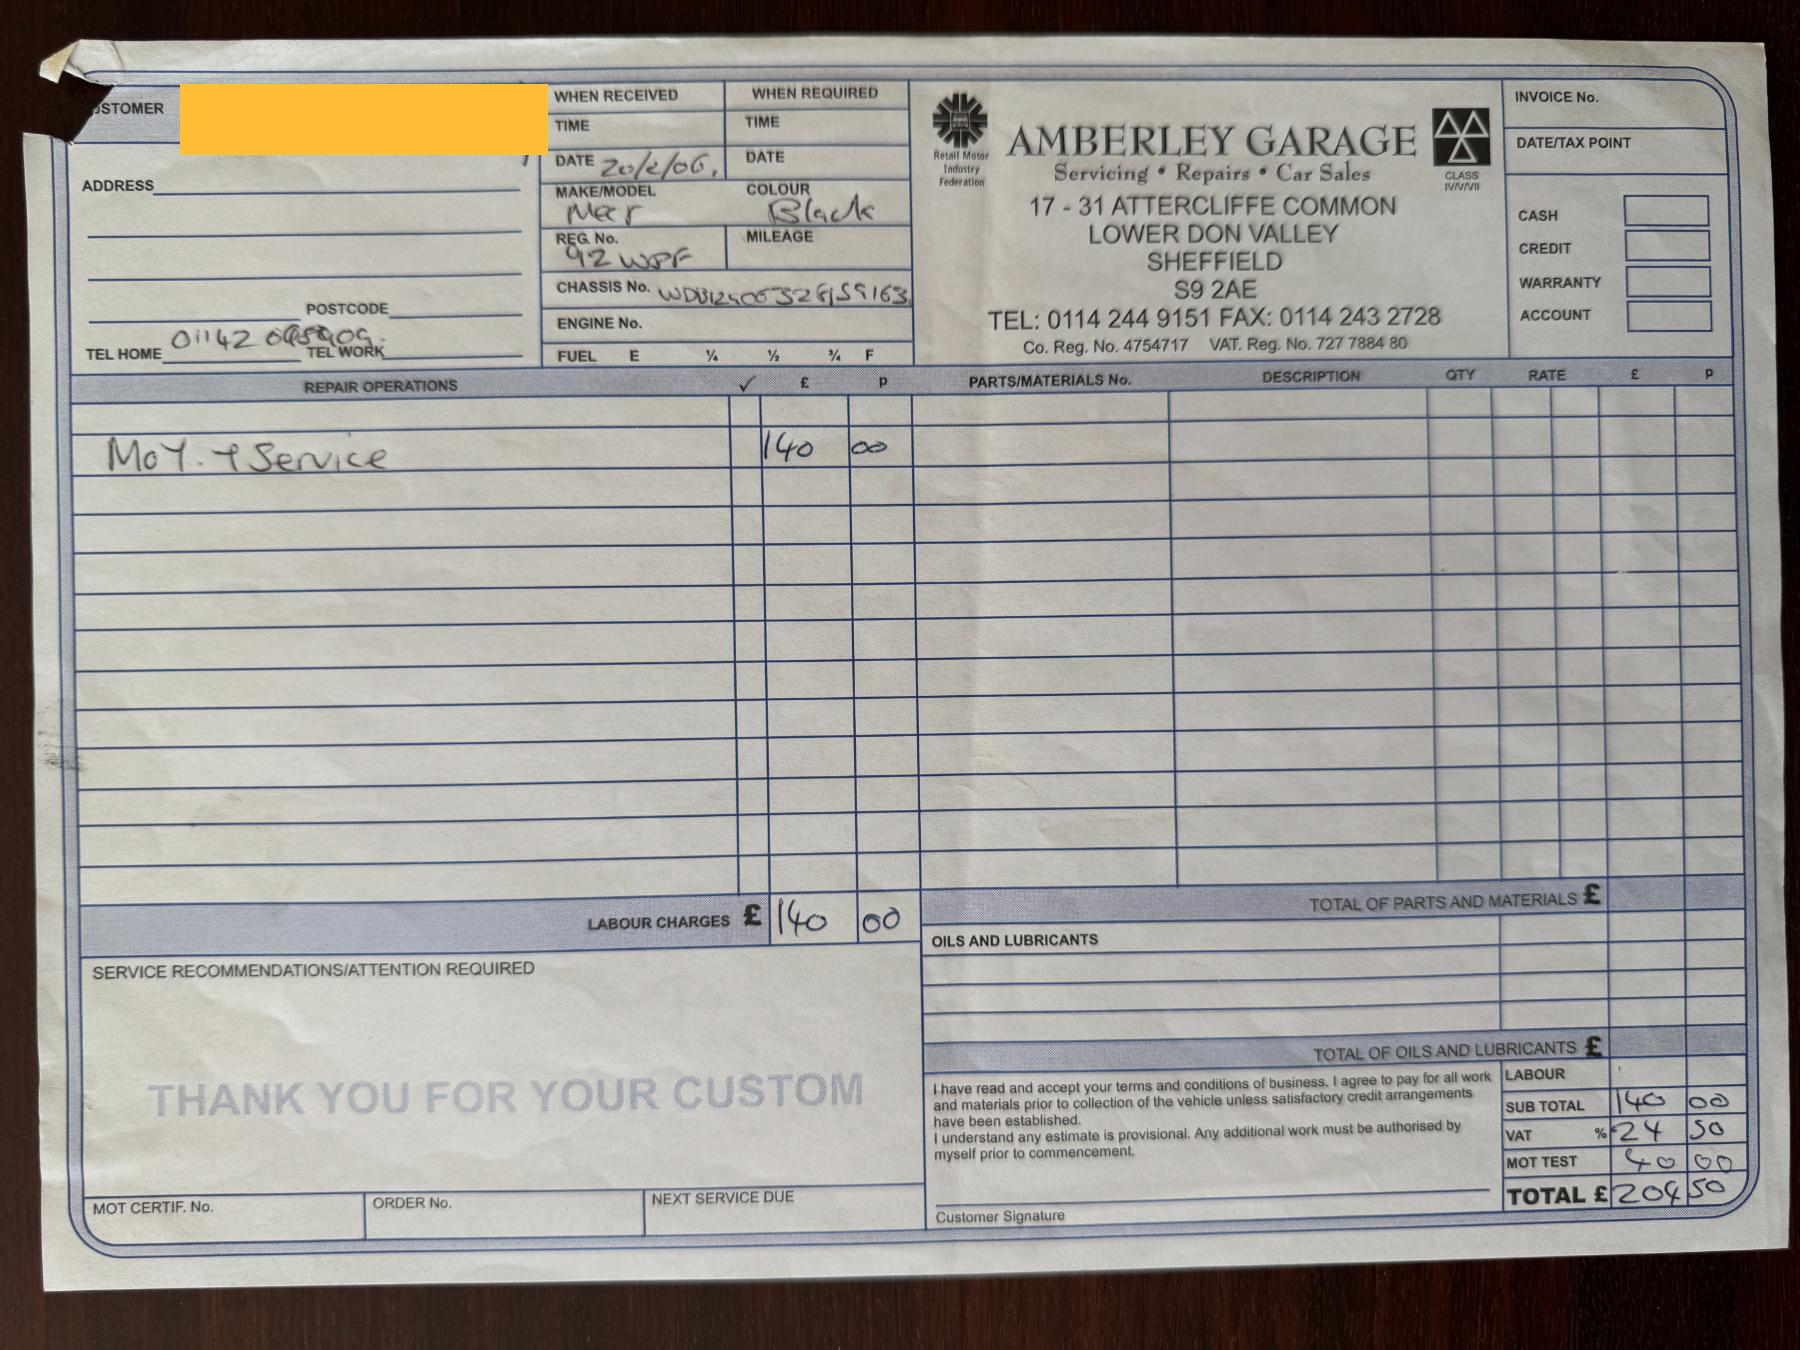 STOMER
WHEN RECEIVED
WHEN REQUIRED
TIME
TIME
DATE 20/2/06.
DATE
ADDRESS
MAKE/MODEL
Mer
COLOUR
Black
REG. No.
MILEAGE
CHASSIS No.
POSTCODE
ENGINE No.
TEL HOME
TEL WORK
FUEL E ¼ ½ ¾ F
Retail Motor
Industry
Federation
AMBERLEY GARAGE
Servicing • Repairs • Car Sales
17 - 31 ATTERCLIFFE COMMON
LOWER DON VALLEY
SHEFFIELD
S9 2AE
TEL: 0114 244 9151 FAX: 0114 243 2728
Co. Reg. No. 4754717 VAT. Reg. No. 727 7884 80
CLASS
IV/V/VII
INVOICE No.
DATE/TAX POINT
CASH
CREDIT
WARRANTY
ACCOUNT
REPAIR OPERATIONS ✓ £ p
PARTS/MATERIALS No. DESCRIPTION QTY RATE £ p
MoT. + Service 140 00
LABOUR CHARGES £ 140 00
TOTAL OF PARTS AND MATERIALS £
OILS AND LUBRICANTS
SERVICE RECOMMENDATIONS/ATTENTION REQUIRED
THANK YOU FOR YOUR CUSTOM
TOTAL OF OILS AND LUBRICANTS £
I have read and accept your terms and conditions of business. I agree to pay for all work
and materials prior to collection of the vehicle unless satisfactory credit arrangements
have been established.
I understand any estimate is provisional. Any additional work must be authorised by
myself prior to commencement.
Customer Signature
LABOUR
SUB TOTAL 140 00
VAT % 24 50
MOT TEST 40 00
TOTAL £ 204 50
MOT CERTIF. No.
ORDER No.
NEXT SERVICE DUE